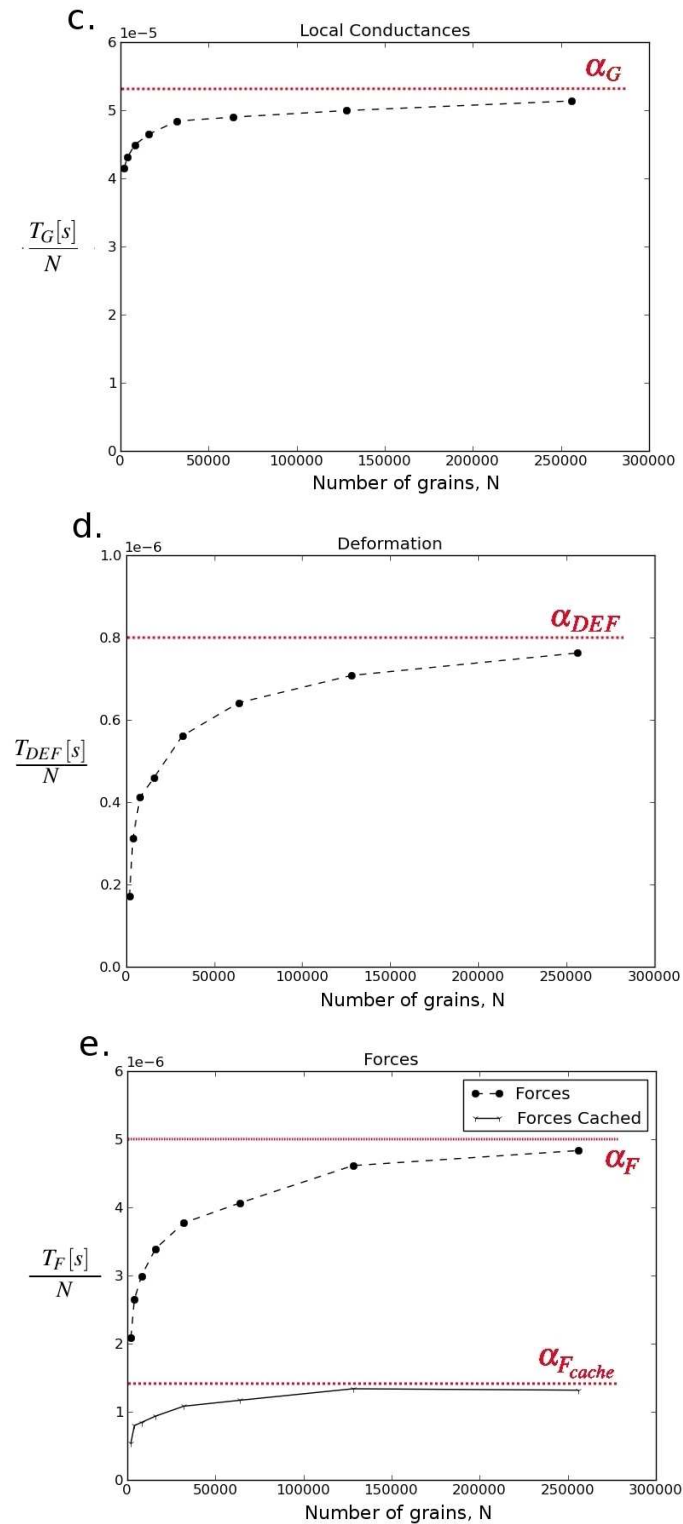 c.
Local Conductances
1e−5
α_G
6
5
4
3
2
1
0
T_G[s]
N
0 50000 100000 150000 200000 250000 300000
Number of grains, N
d.
Deformation
1e−6
α_DEF
1.0
0.8
0.6
0.4
0.2
0.0
T_DEF[s]
N
0 50000 100000 150000 200000 250000 300000
Number of grains, N
e.
Forces
1e−6
Forces
Forces Cached
α_F
α_F_cache
6
5
4
3
2
1
0
T_F[s]
N
0 50000 100000 150000 200000 250000 300000
Number of grains, N